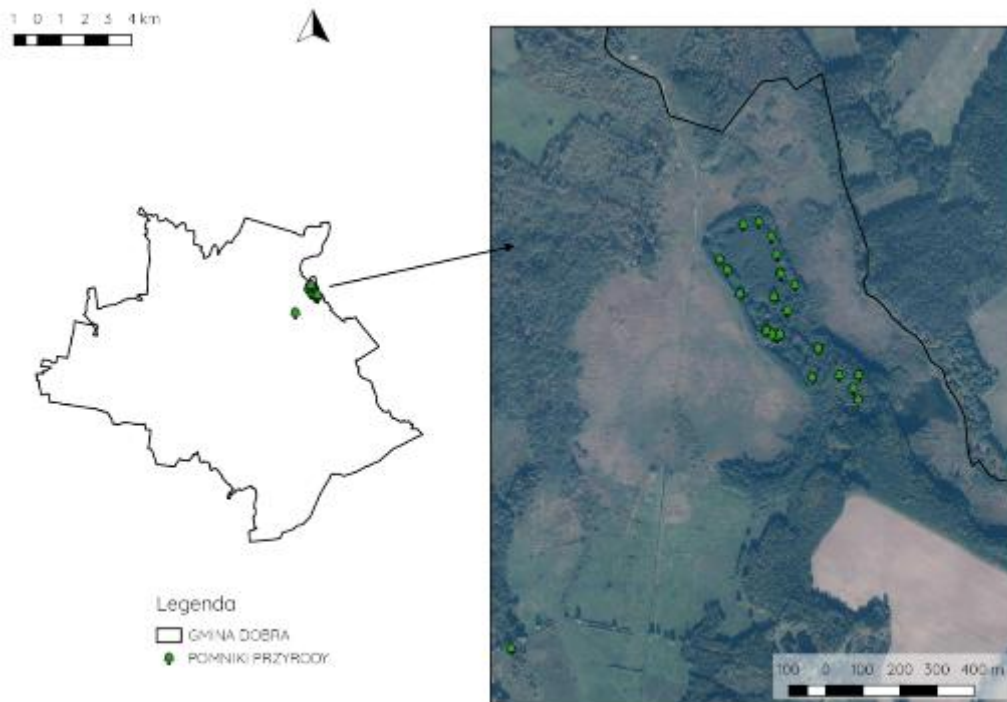 1 0 1 2 3 4 km
Legenda
GMINA DOBRA
POMNIKI PRZYRODY
100 0 100 200 300 400 m